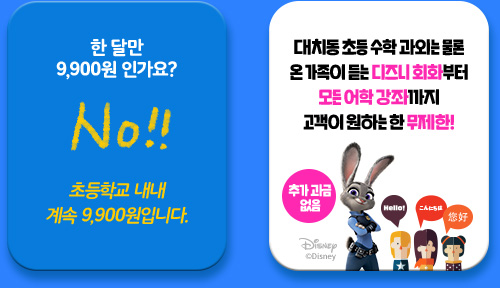 한 달만
9,900원 인가요?
No!!
초등학교 내내
계속 9,900원입니다.
대치동 초등 수학 과외는 물론
온 가족이 듣는 디즈니 회화부터
모든 어학 강좌까지
고객이 원하는 한 무제한!
추가 과금
없음
Hello!
こんにちは
您好
Disney
©Disney